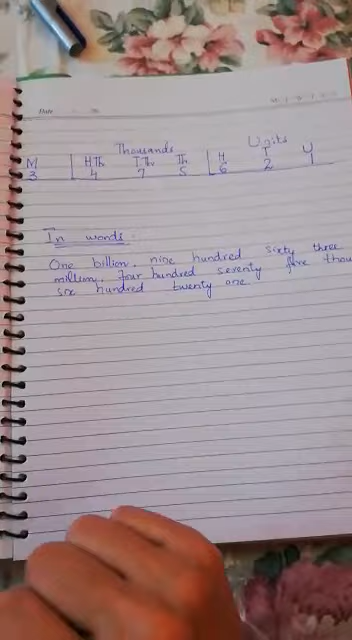 Date
Thousands Units
M HTh TTh Th H T U
3 4 7 5 6 2 1
In words:
One billion, nine hundred sixty three
million, four hundred seventy five thou
six hundred twenty one.